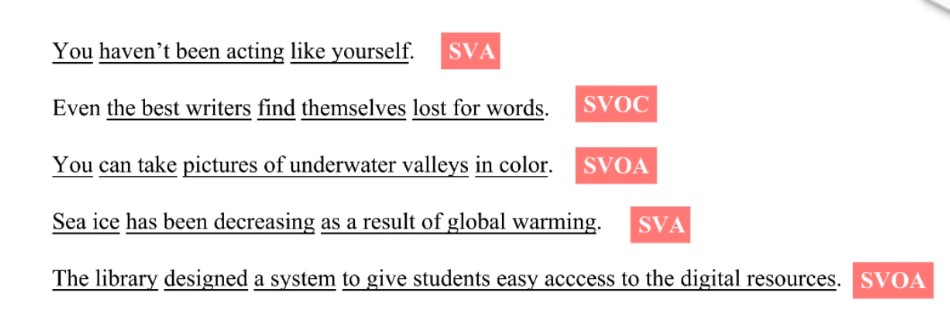 You haven't been acting like yourself. SVA
Even the best writers find themselves lost for words. SVOC
You can take pictures of underwater valleys in color. SVOA
Sea ice has been decreasing as a result of global warming. SVA
The library designed a system to give students easy acccess to the digital resources. SVOA